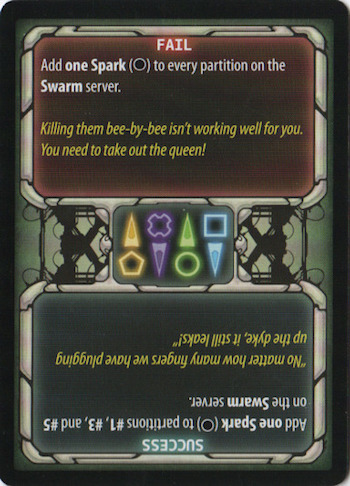 FAIL
Add one Spark (○) to every partition on the
Swarm server.
Killing them bee-by-bee isn't working well for you.
You need to take out the queen!
SUCCESS
Add one Spark (○) to partitions #1, #3, and #5
on the Swarm server.
"No matter how many fingers we have plugging
up the dyke, it still leaks!"